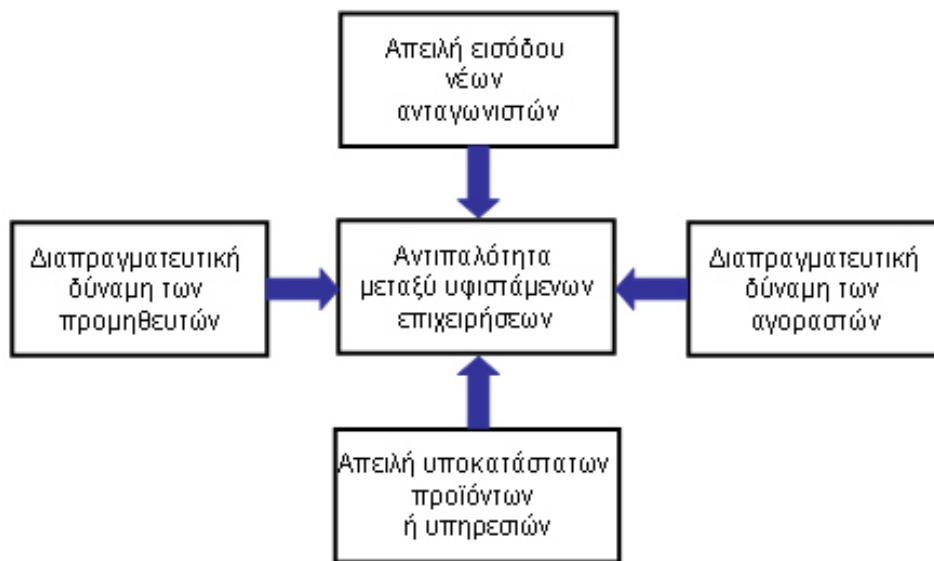 Απειλή εισόδου
νέων
ανταγωνιστών
Διαπραγματευτική
δύναμη των
προμηθευτών
Αντιπαλότητα
μεταξύ υφιστάμενων
επιχειρήσεων
Διαπραγματευτική
δύναμη των
αγοραστών
Απειλή υποκατάστατων
προϊόντων
ή υπηρεσιών